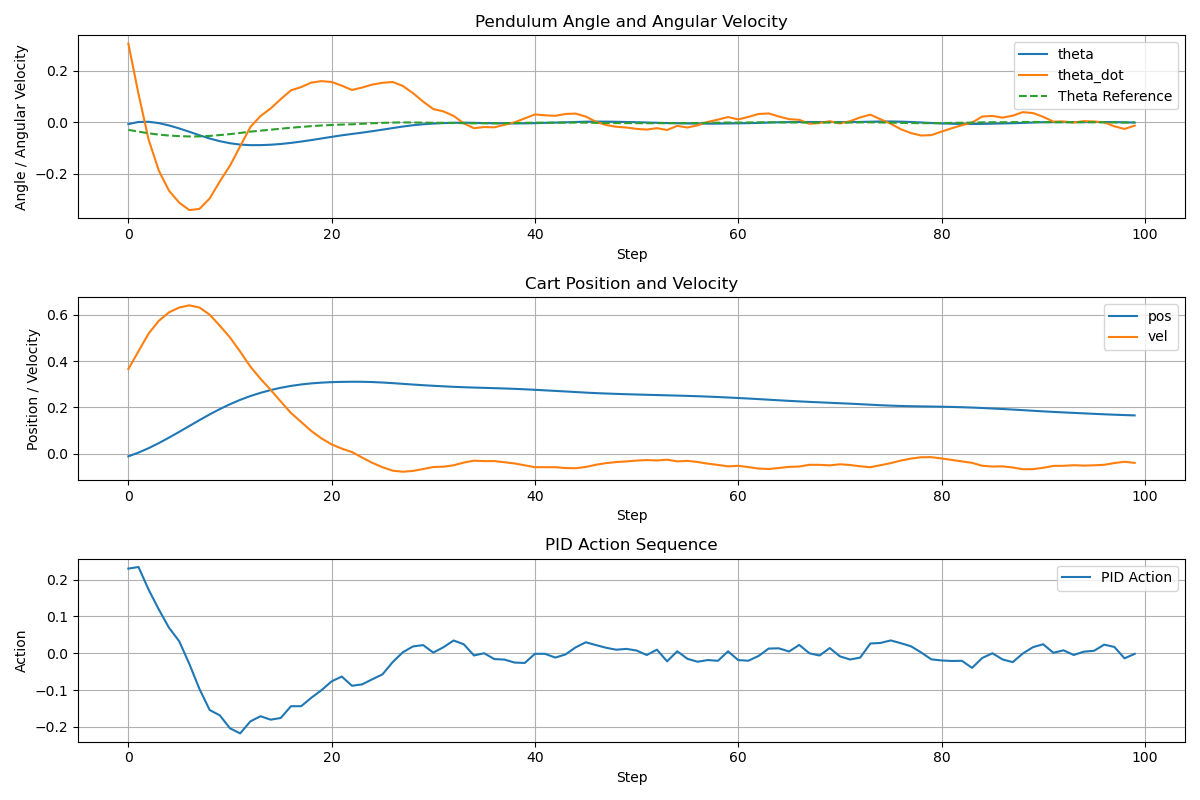 Pendulum Angle and Angular Velocity
Angle / Angular Velocity
0.2
0.0
−0.2
theta
theta_dot
Theta Reference
0 20 40 60 80 100
Step
Cart Position and Velocity
Position / Velocity
0.6
0.4
0.2
0.0
pos
vel
0 20 40 60 80 100
Step
PID Action Sequence
Action
0.2
0.1
0.0
−0.1
−0.2
PID Action
0 20 40 60 80 100
Step